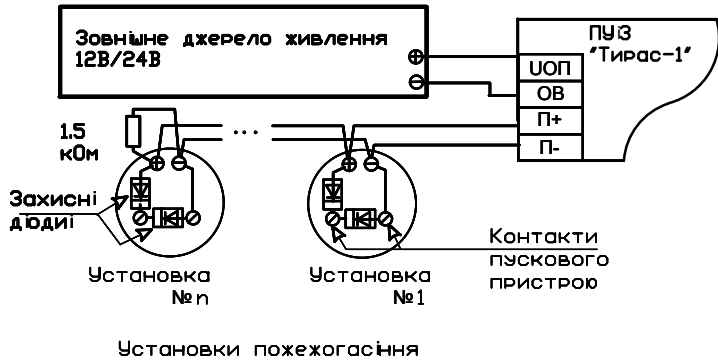 Зовнішне джерело живлення
12В/24В
ПУіЗ
"Тирас-1"
UОП
ОВ
П+
П-
1.5
кОм
...
Захисні
діодиі
Контакти
пускового
пристрою
Установка
№n
Установка
№1
Установки пожежогасіння